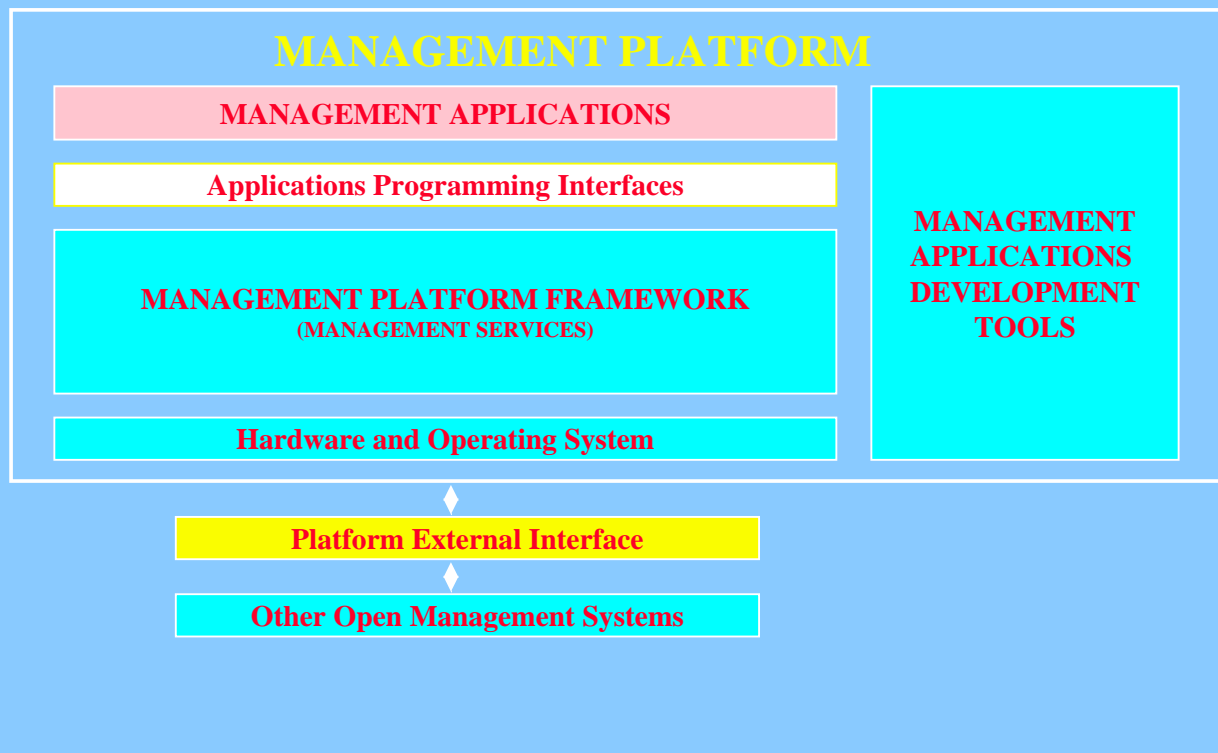 MANAGEMENT PLATFORM
MANAGEMENT APPLICATIONS
Applications Programming Interfaces
MANAGEMENT PLATFORM FRAMEWORK
(MANAGEMENT SERVICES)
Hardware and Operating System
MANAGEMENT
APPLICATIONS
DEVELOPMENT
TOOLS
Platform External Interface
Other Open Management Systems